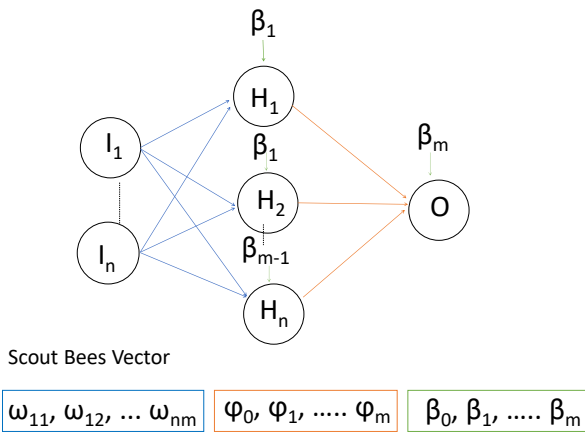 β₁
H₁
I₁
β₁
βₘ
H₂
O
Iₙ
βₘ₋₁
Hₙ
Scout Bees Vector
ω₁₁, ω₁₂, ... ωₙₘ
φ₀, φ₁, ..... φₘ
β₀, β₁, ..... βₘ